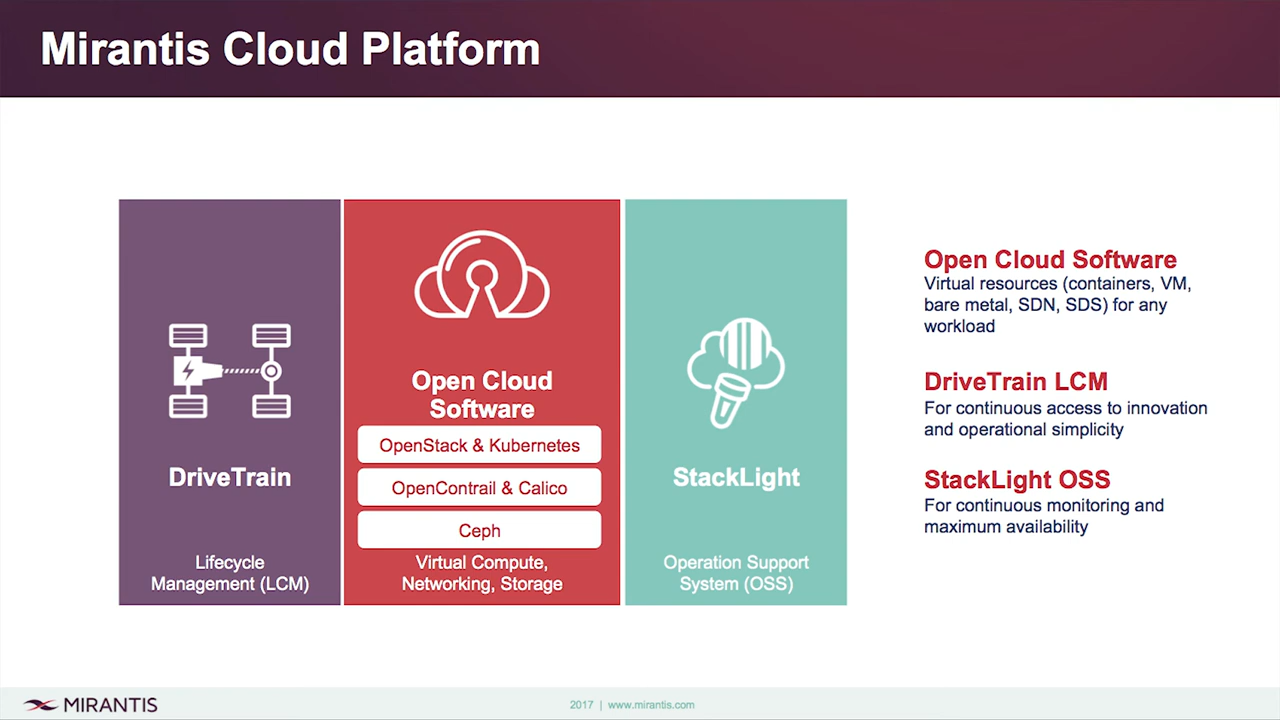 Mirantis Cloud Platform
DriveTrain
Lifecycle
Management (LCM)
Open Cloud
Software
OpenStack & Kubernetes
OpenContrail & Calico
Ceph
Virtual Compute,
Networking, Storage
StackLight
Operation Support
System (OSS)
Open Cloud Software
Virtual resources (containers, VM,
bare metal, SDN, SDS) for any
workload
DriveTrain LCM
For continuous access to innovation
and operational simplicity
StackLight OSS
For continuous monitoring and
maximum availability
MIRANTIS
2017 | www.mirantis.com